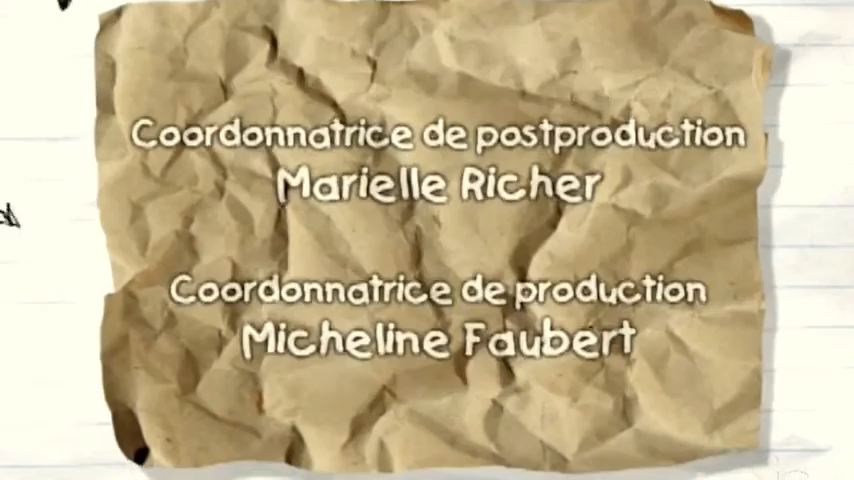 Coordonnatrice de postproduction
Marielle Richer
Coordonnatrice de production
Micheline Faubert